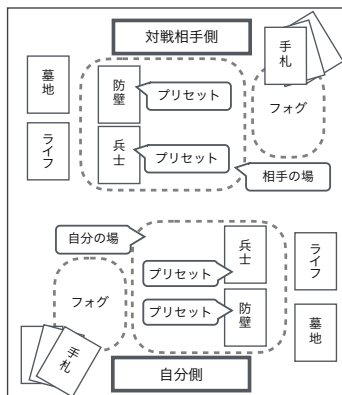 対戦相手側
手札
墓地
防壁
プリセット
フォグ
ライフ
兵士
プリセット
相手の場
自分の場
兵士
ライフ
プリセット
フォグ
プリセット
防壁
墓地
手札
自分側